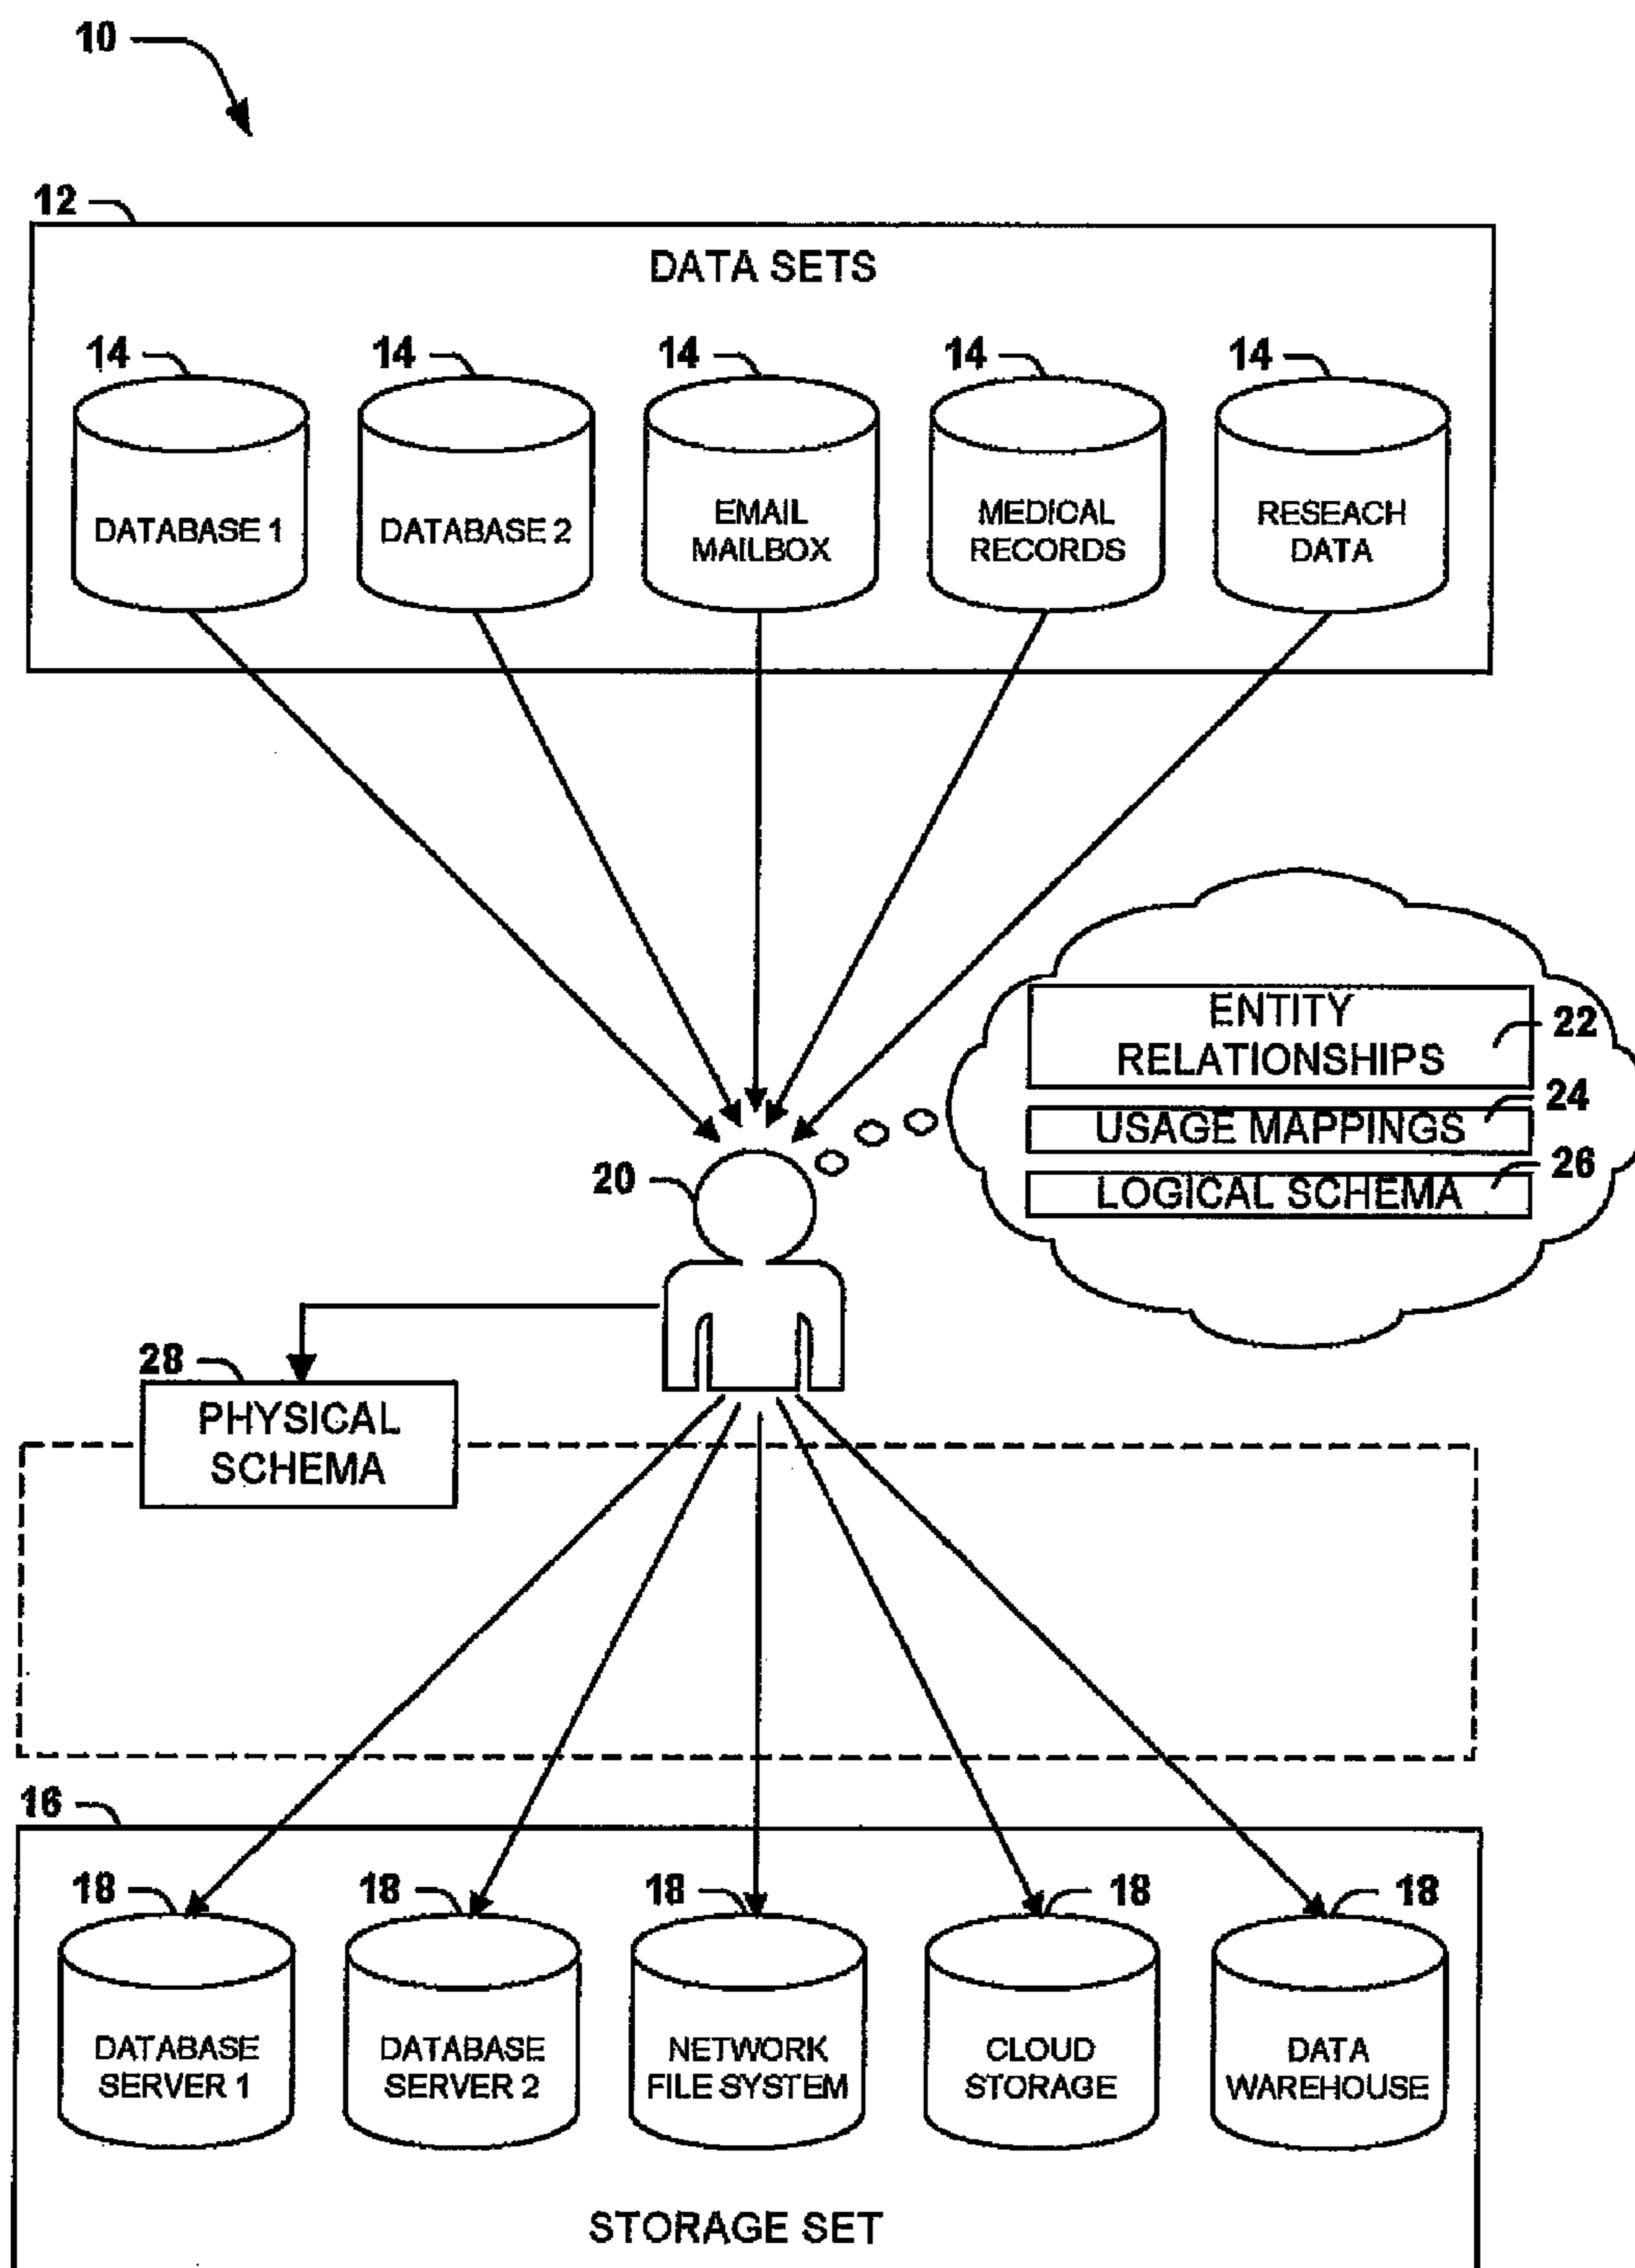 10
12
DATA SETS
14 14 14 14 14
DATABASE 1
DATABASE 2
EMAIL
MAILBOX
MEDICAL
RECORDS
RESEACH
DATA
ENTITY
RELATIONSHIPS
22
USAGE MAPPINGS
24
LOGICAL SCHEMA
26
20
28
PHYSICAL
SCHEMA
16
18 18 18 18 18
DATABASE
SERVER 1
DATABASE
SERVER 2
NETWORK
FILE SYSTEM
CLOUD
STORAGE
DATA
WAREHOUSE
STORAGE SET